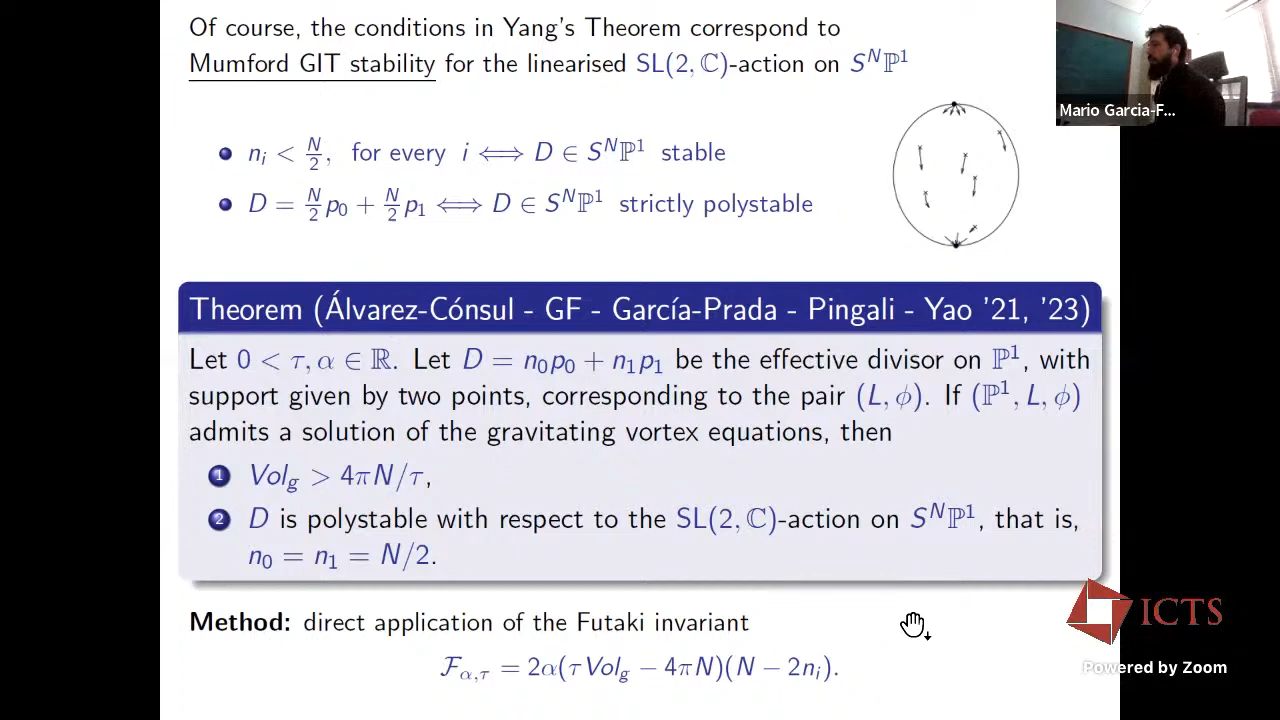 Of course, the conditions in Yang's Theorem correspond to
Mumford GIT stability for the linearised SL(2, ℂ)-action on S^Nℙ^1
Mario Garcia-F...
• n_i < N/2, for every i ⟺ D ∈ S^Nℙ^1 stable
• D = N/2 p_0 + N/2 p_1 ⟺ D ∈ S^Nℙ^1 strictly polystable
Theorem (Álvarez-Cónsul - GF - García-Prada - Pingali - Yao '21, '23)
Let 0 < τ, α ∈ ℝ. Let D = n_0p_0 + n_1p_1 be the effective divisor on ℙ^1, with
support given by two points, corresponding to the pair (L, ϕ). If (ℙ^1, L, ϕ)
admits a solution of the gravitating vortex equations, then
1 Vol_g > 4πN/τ,
2 D is polystable with respect to the SL(2, ℂ)-action on S^Nℙ^1, that is,
n_0 = n_1 = N/2.
Method: direct application of the Futaki invariant
ℱ_{α,τ} = 2α(τVol_g − 4πN)(N − 2n_i).
ICTS
Powered by Zoom